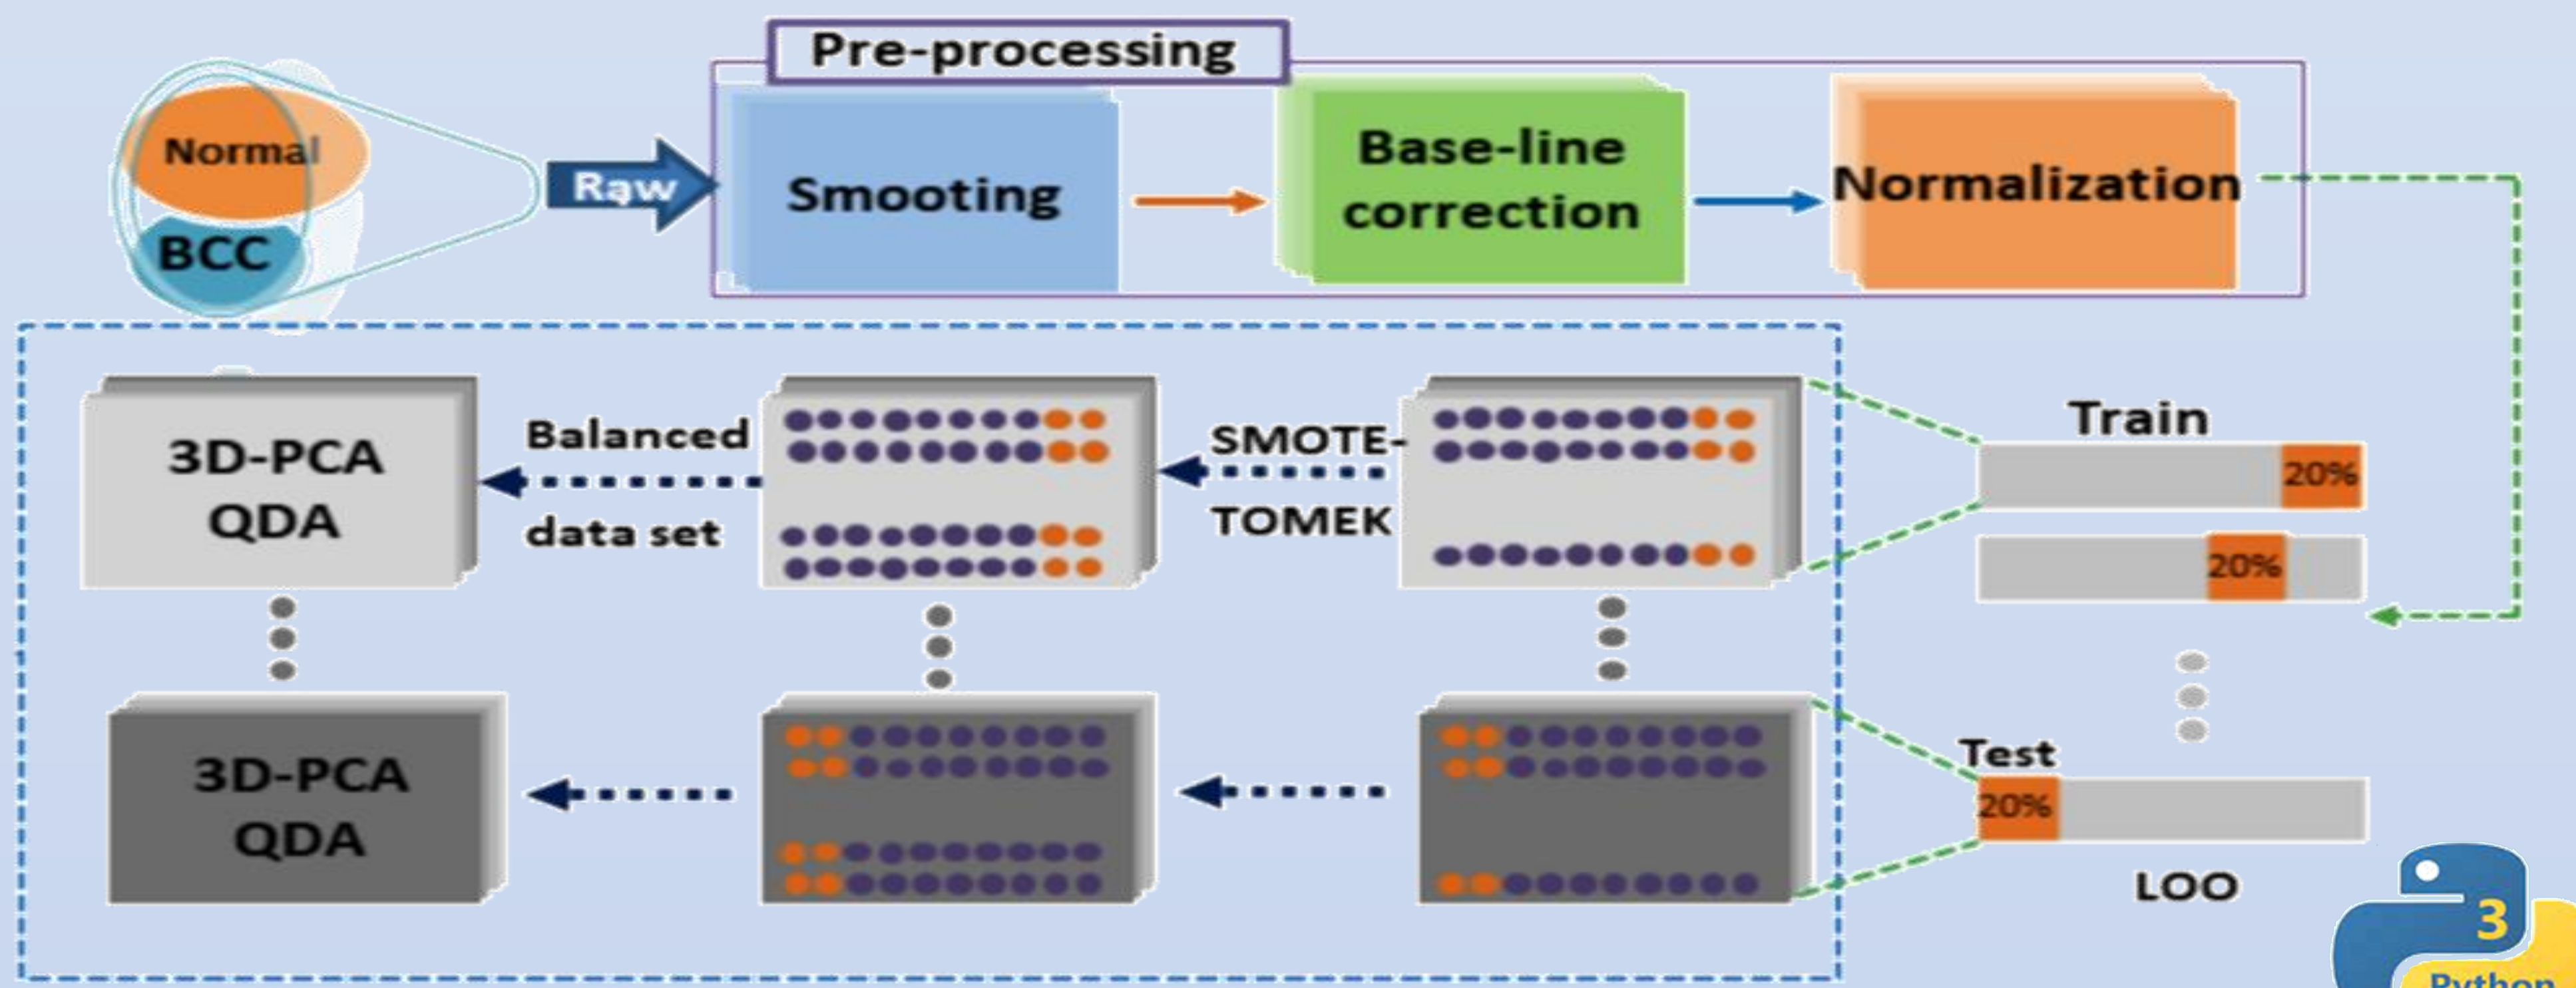 Pre-processing
Normal
BCC
Raw
Smooting
Base-line
correction
Normalization
3D-PCA
QDA
Balanced
data set
SMOTE-
TOMEK
Train
20%
20%
3D-PCA
QDA
Test
20%
LOO
3
Python